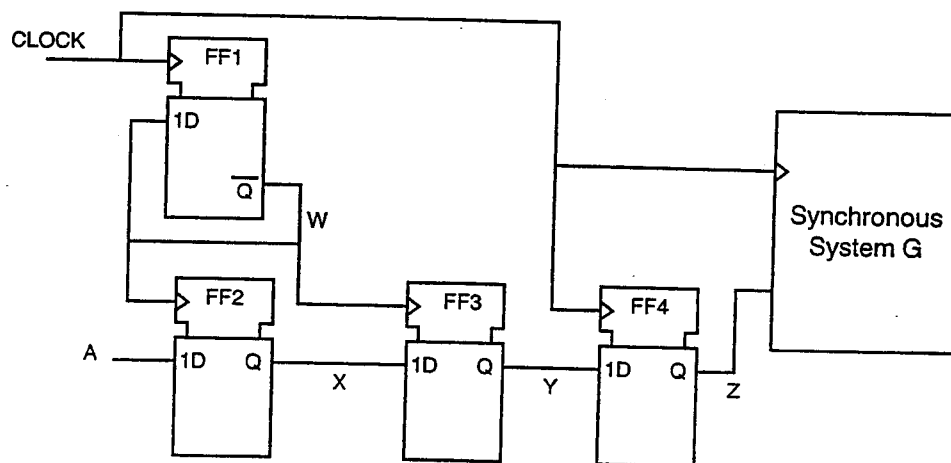 CLOCK
FF1
1D
Q
W
Synchronous
System G
FF2
FF3
FF4
A
1D Q
X
1D Q
Y
1D Q
Z